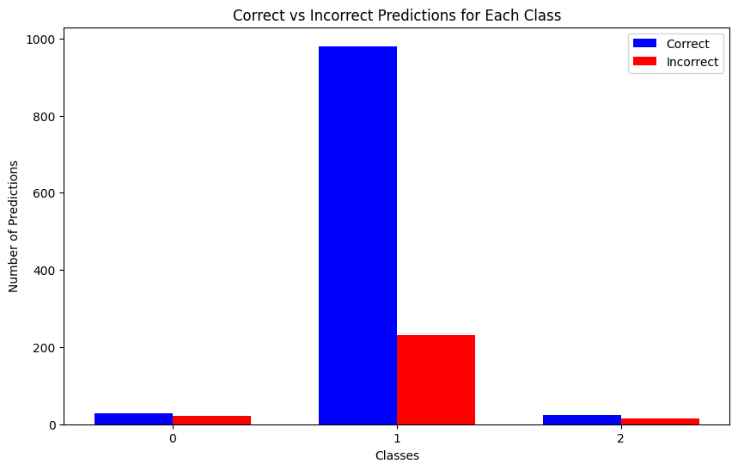 Correct vs Incorrect Predictions for Each Class
Correct
Incorrect
Number of Predictions
1000
800
600
400
200
0
0 1 2
Classes